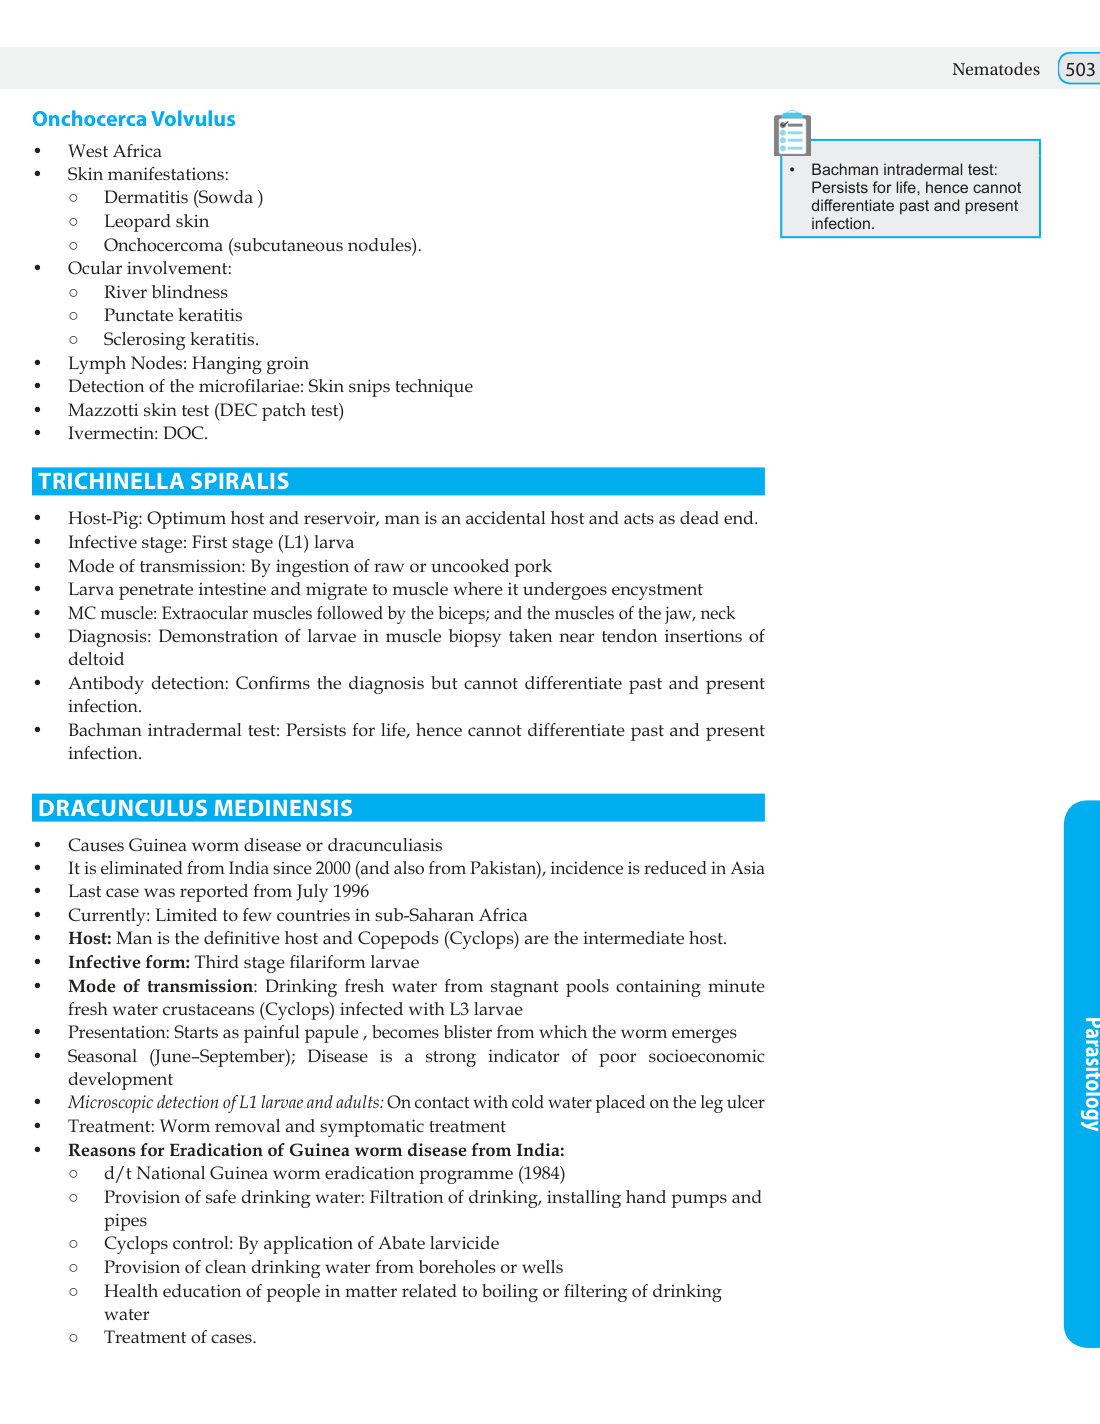 Nematodes 503
Onchocerca Volvulus
• West Africa
• Skin manifestations:
○ Dermatitis (Sowda )
○ Leopard skin
○ Onchocercoma (subcutaneous nodules).
• Ocular involvement:
○ River blindness
○ Punctate keratitis
○ Sclerosing keratitis.
• Lymph Nodes: Hanging groin
• Detection of the microfilariae: Skin snips technique
• Mazzotti skin test (DEC patch test)
• Ivermectin: DOC.
• Bachman intradermal test:
Persists for life, hence cannot
differentiate past and present
infection.
TRICHINELLA SPIRALIS
• Host-Pig: Optimum host and reservoir, man is an accidental host and acts as dead end.
• Infective stage: First stage (L1) larva
• Mode of transmission: By ingestion of raw or uncooked pork
• Larva penetrate intestine and migrate to muscle where it undergoes encystment
• MC muscle: Extraocular muscles followed by the biceps; and the muscles of the jaw, neck
• Diagnosis: Demonstration of larvae in muscle biopsy taken near tendon insertions of
deltoid
• Antibody detection: Confirms the diagnosis but cannot differentiate past and present
infection.
• Bachman intradermal test: Persists for life, hence cannot differentiate past and present
infection.
DRACUNCULUS MEDINENSIS
• Causes Guinea worm disease or dracunculiasis
• It is eliminated from India since 2000 (and also from Pakistan), incidence is reduced in Asia
• Last case was reported from July 1996
• Currently: Limited to few countries in sub-Saharan Africa
• Host: Man is the definitive host and Copepods (Cyclops) are the intermediate host.
• Infective form: Third stage filariform larvae
• Mode of transmission: Drinking fresh water from stagnant pools containing minute
fresh water crustaceans (Cyclops) infected with L3 larvae
• Presentation: Starts as painful papule , becomes blister from which the worm emerges
• Seasonal (June–September); Disease is a strong indicator of poor socioeconomic
development
• Microscopic detection of L1 larvae and adults: On contact with cold water placed on the leg ulcer
• Treatment: Worm removal and symptomatic treatment
• Reasons for Eradication of Guinea worm disease from India:
○ d/t National Guinea worm eradication programme (1984)
○ Provision of safe drinking water: Filtration of drinking, installing hand pumps and
pipes
○ Cyclops control: By application of Abate larvicide
○ Provision of clean drinking water from boreholes or wells
○ Health education of people in matter related to boiling or filtering of drinking
water
○ Treatment of cases.
Parasitology